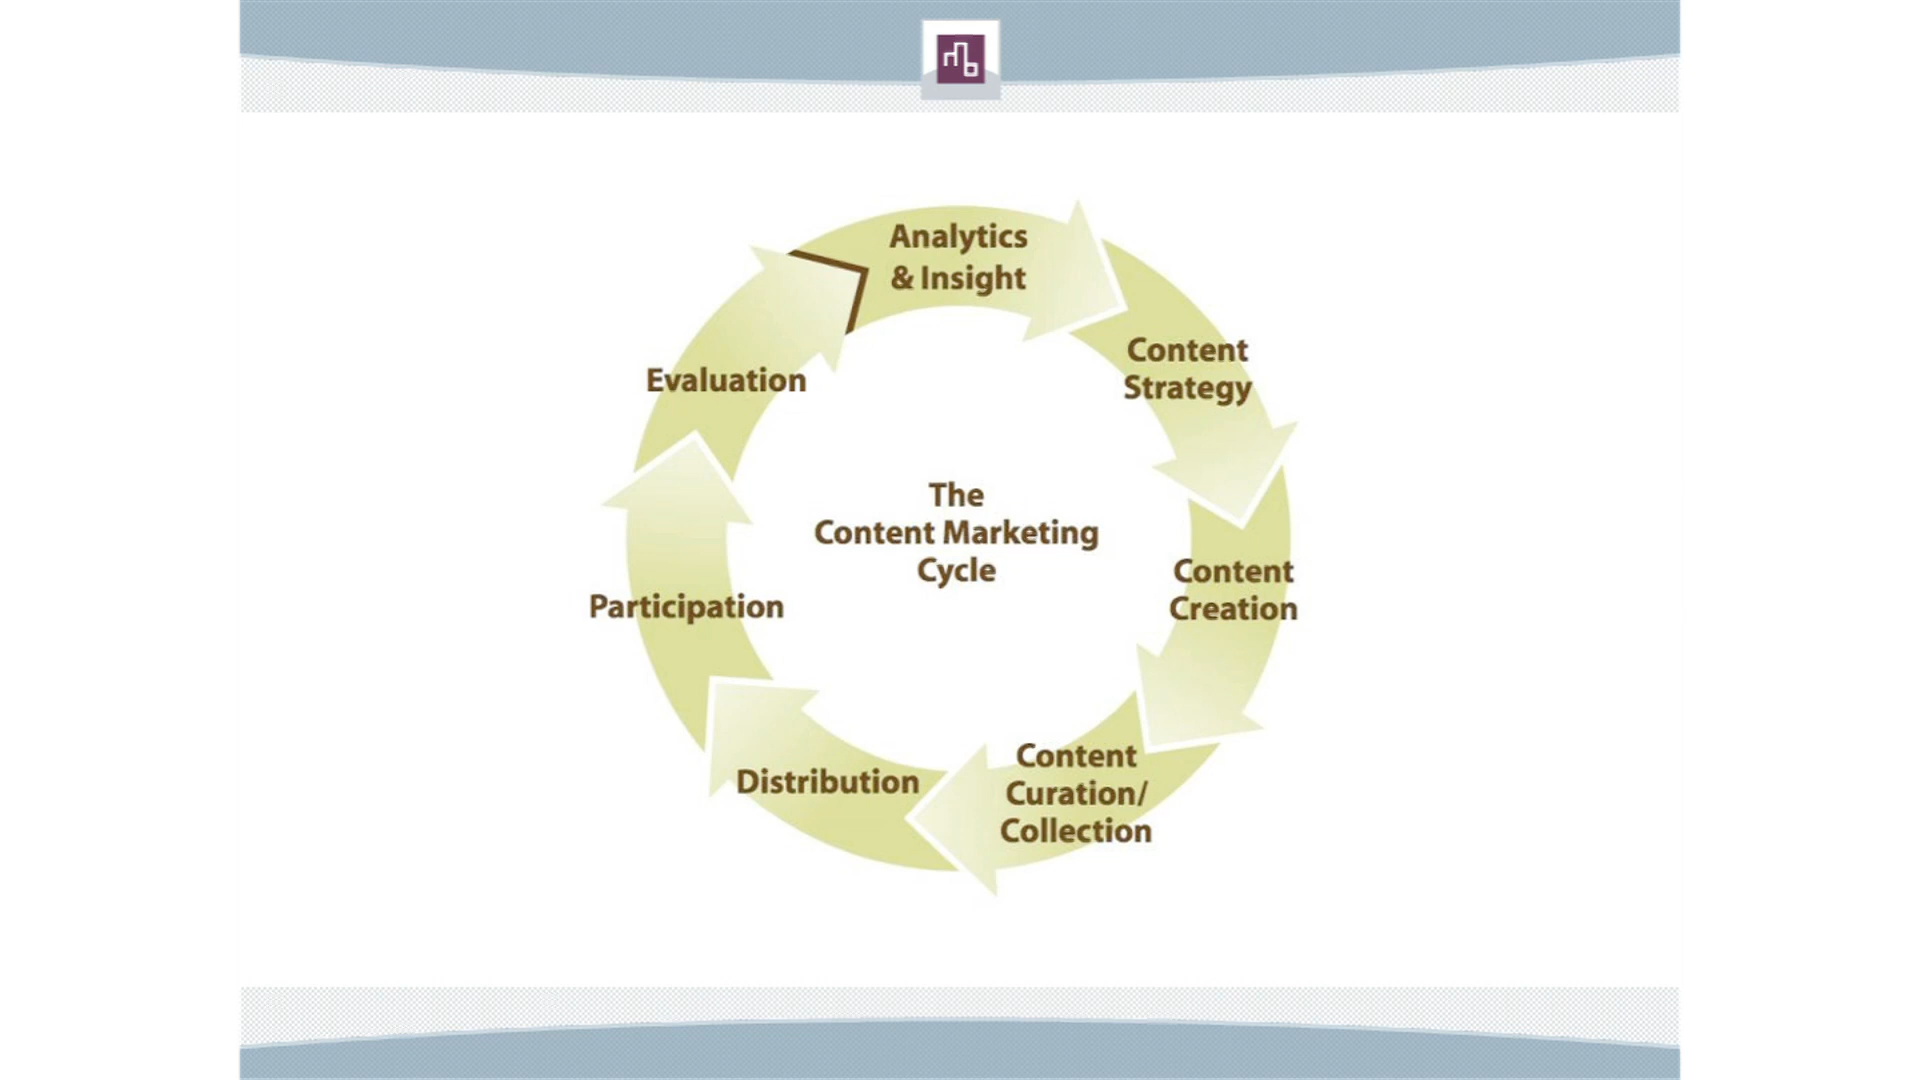 Analytics
& Insight
Content
Strategy
Content
Creation
Content
Curation/
Collection
Distribution
Participation
Evaluation
The
Content Marketing
Cycle